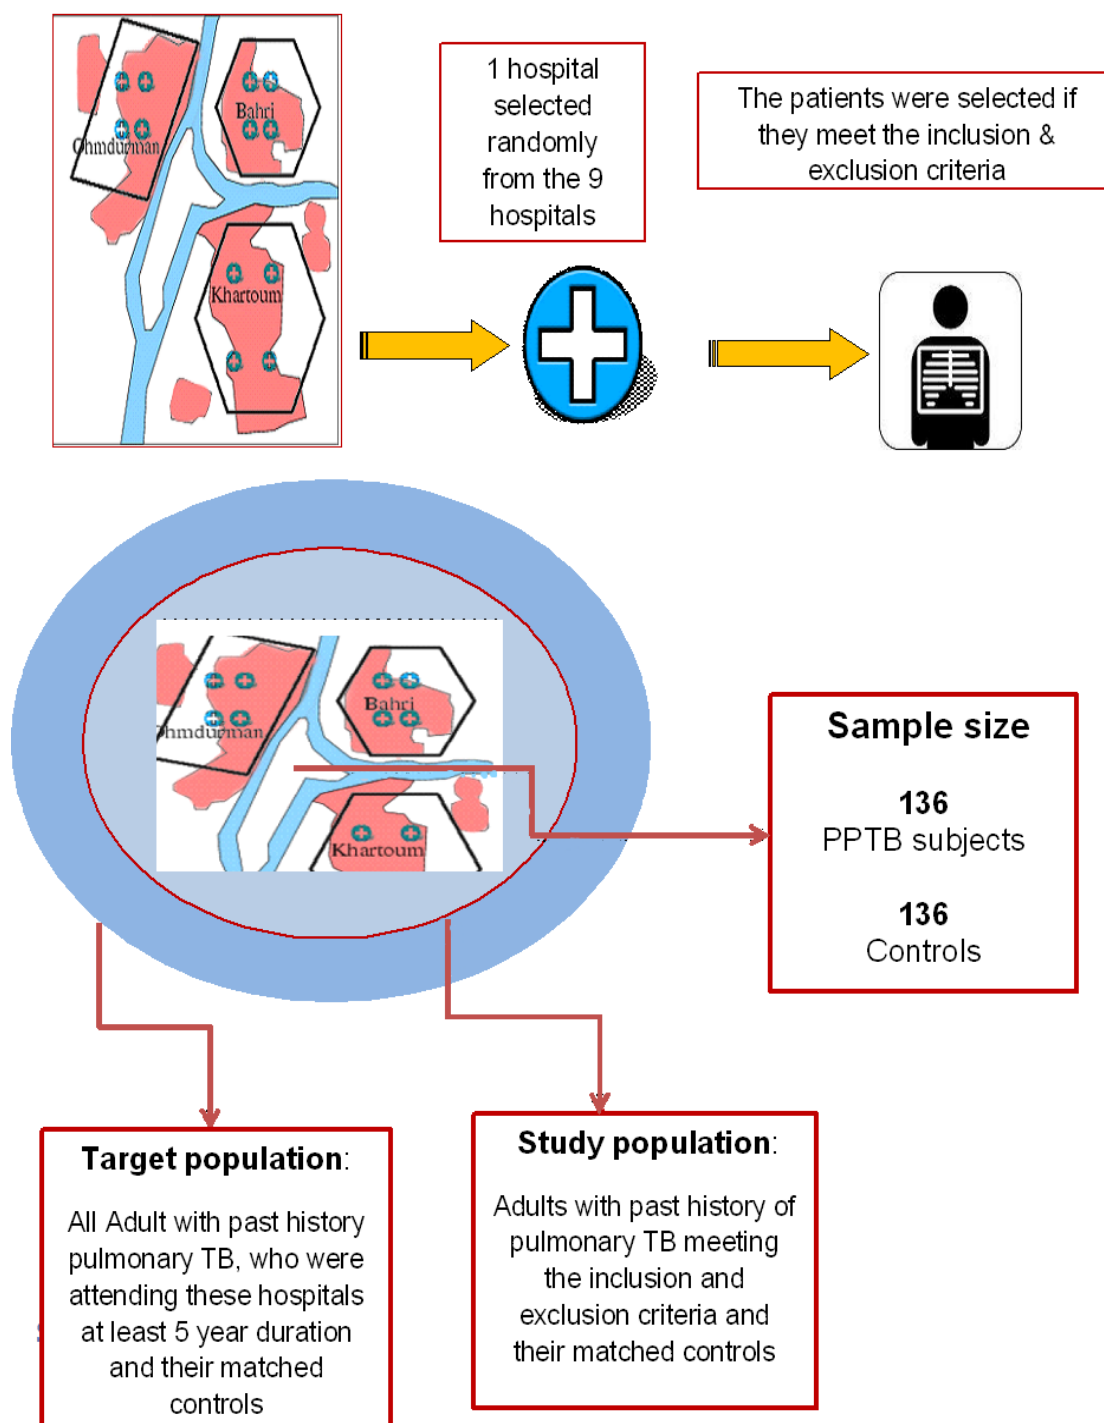 Bahri
Ohmdurman
Khartoum
1 hospital
selected
randomly
from the 9
hospitals
The patients were selected if
they meet the inclusion &
exclusion criteria
Bahri
Ohmdurman
Khartoum
Sample size
136
PPTB subjects
136
Controls
Target population:
All Adult with past history
pulmonary TB, who were
attending these hospitals
at least 5 year duration
and their matched
controls
Study population:
Adults with past history of
pulmonary TB meeting
the inclusion and
exclusion criteria and
their matched controls